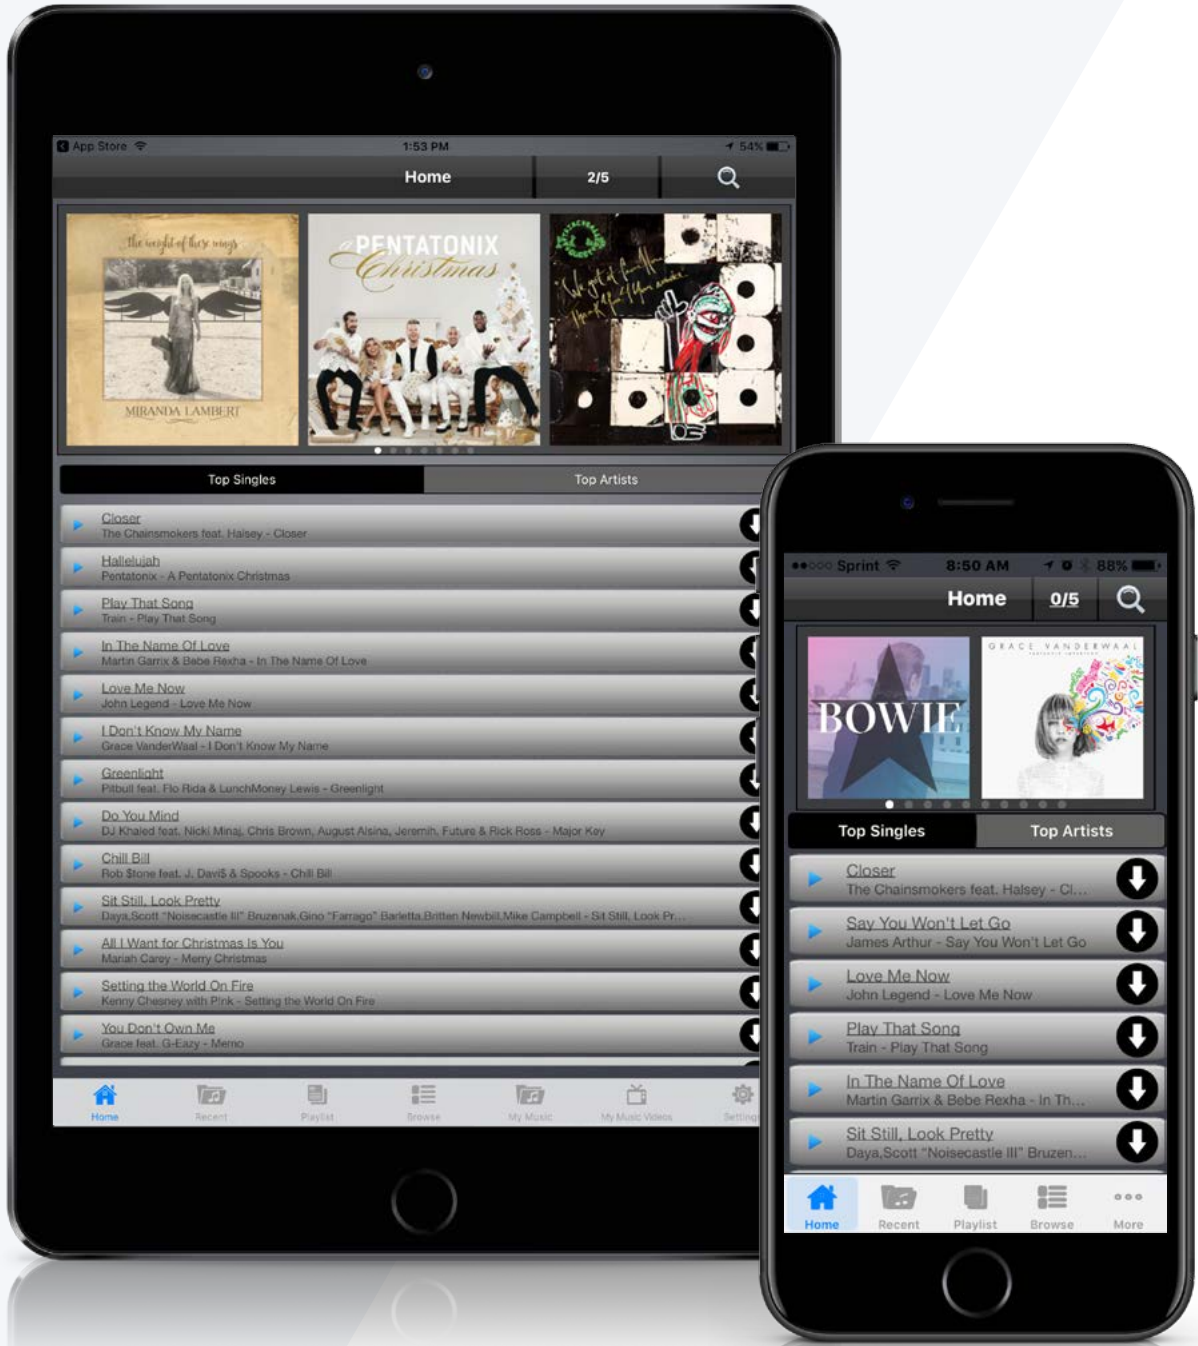 App Store
1:53 PM
54%
Home
2/5
the weight of these wings
MIRANDA LAMBERT
a PENTATONIX
Christmas
We got it from Here
Thank You 4 Your service
Top Singles
Top Artists
Closer
The Chainsmokers feat. Halsey - Closer
Hallelujah
Pentatonix - A Pentatonix Christmas
Play That Song
Train - Play That Song
In The Name Of Love
Martin Garrix & Bebe Rexha - In The Name Of Love
Love Me Now
John Legend - Love Me Now
I Don't Know My Name
Grace VanderWaal - I Don't Know My Name
Greenlight
Pitbull feat. Flo Rida & LunchMoney Lewis - Greenlight
Do You Mind
DJ Khaled feat. Nicki Minaj, Chris Brown, August Alsina, Jeremih, Future & Rick Ross - Major Key
Chill Bill
Rob $tone feat. J. Davi$ & Spooks - Chill Bill
Sit Still, Look Pretty
Daya,Scott "Noisecastle III" Bruzenak,Gino "Farrago" Barletta,Britten Newbill,Mike Campbell - Sit Still, Look Pr...
All I Want for Christmas Is You
Mariah Carey - Merry Christmas
Setting the World On Fire
Kenny Chesney with P!nk - Setting the World On Fire
You Don't Own Me
Grace feat. G-Eazy - Memo
Home
Recent
Playlist
Browse
My Music
My Music Videos
Settings
Sprint
8:50 AM
88%
Home
0/5
BOWIE
GRACE VANDERWAAL
Top Singles
Top Artists
Closer
The Chainsmokers feat. Halsey - Cl...
Say You Won't Let Go
James Arthur - Say You Won't Let Go
Love Me Now
John Legend - Love Me Now
Play That Song
Train - Play That Song
In The Name Of Love
Martin Garrix & Bebe Rexha - In Th...
Sit Still, Look Pretty
Daya,Scott "Noisecastle III" Bruzen...
Home
Recent
Playlist
Browse
More